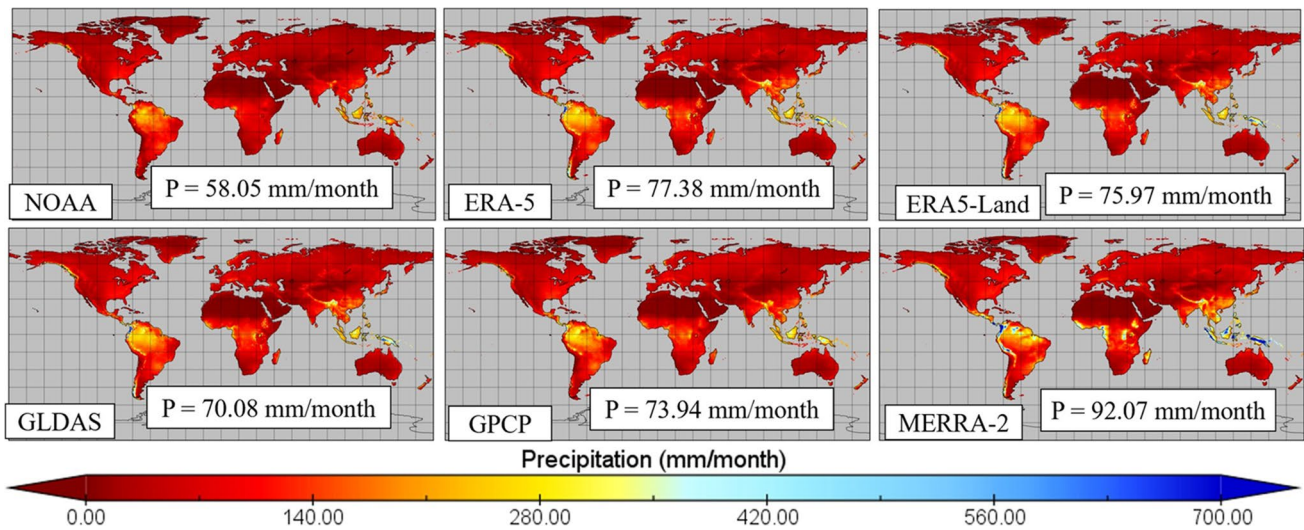 P = 58.05 mm/month
NOAA
P = 77.38 mm/month
ERA-5
P = 75.97 mm/month
ERA5-Land
P = 70.08 mm/month
GLDAS
P = 73.94 mm/month
GPCP
P = 92.07 mm/month
MERRA-2
Precipitation (mm/month)
0.00 140.00 280.00 420.00 560.00 700.00